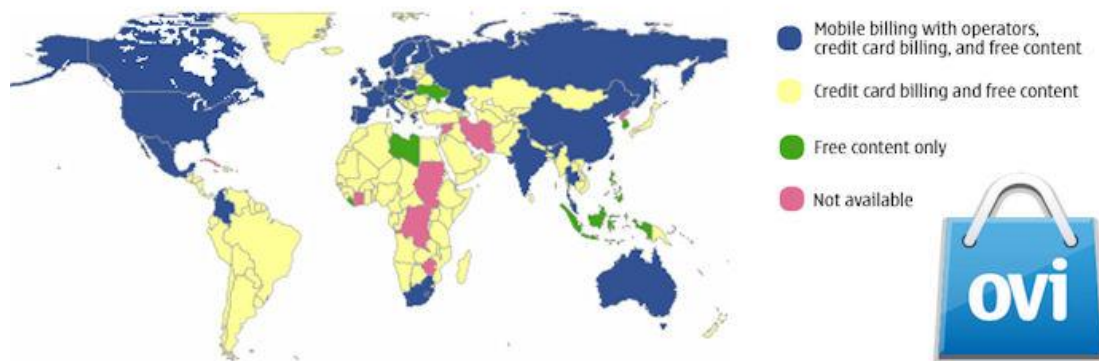 Mobile billing with operators,
credit card billing, and free content
Credit card billing and free content
Free content only
Not available
ovi